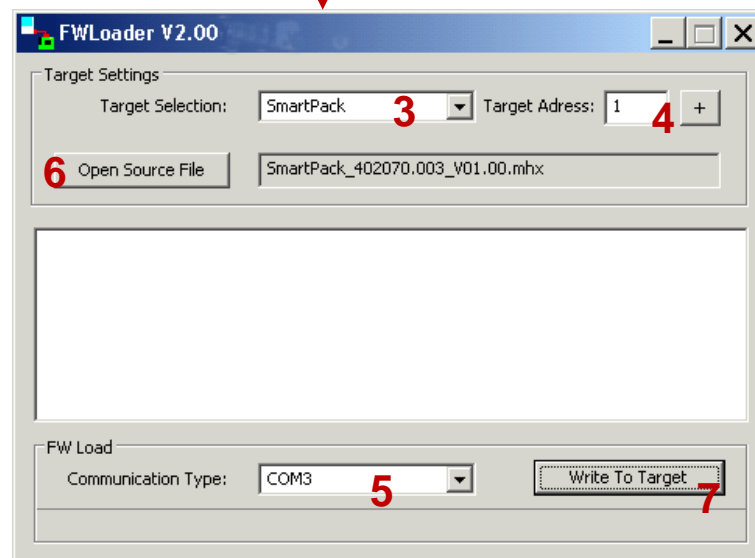 FWLoader V2.00
Target Settings
Target Selection: SmartPack 3 Target Adress: 1 4 +
6 Open Source File SmartPack_402070.003_V01.00.mhx
FW Load
Communication Type: COM3 5 Write To Target 7